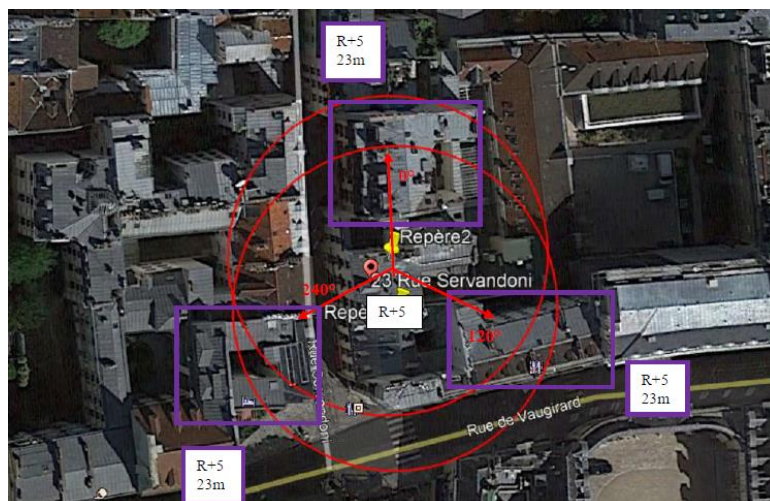 R+5
23m
0°
Repère2
23 Rue Servandoni
240°
Repè
R+5
120°
R+5
23m
Rue de Vaugirard
R+5
23m